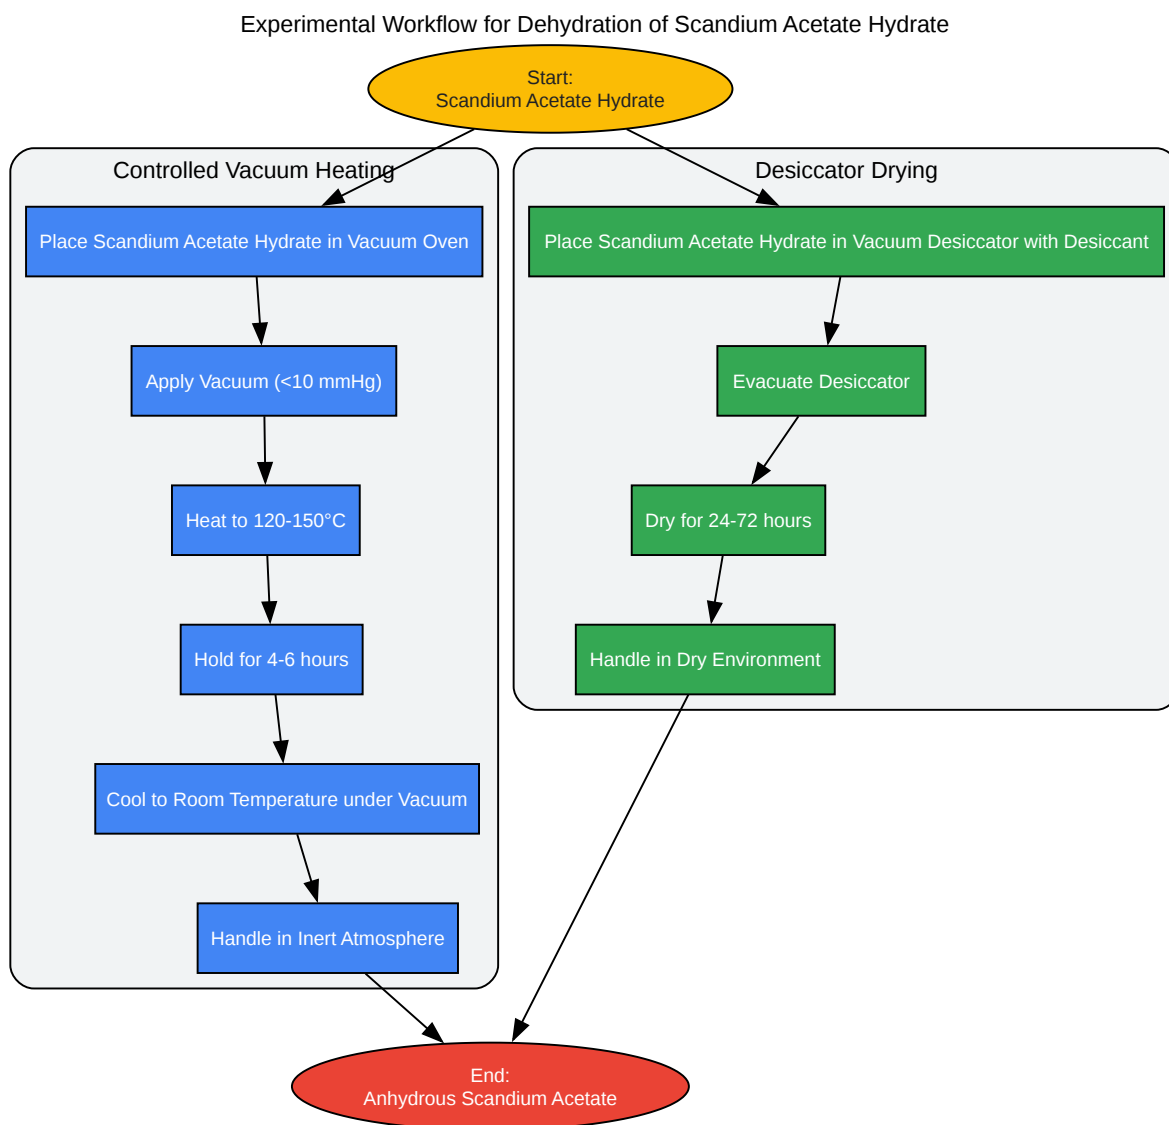 Experimental Workflow for Dehydration of Scandium Acetate Hydrate
Start:
Scandium Acetate Hydrate
Controlled Vacuum Heating
Place Scandium Acetate Hydrate in Vacuum Oven
Apply Vacuum (<10 mmHg)
Heat to 120-150°C
Hold for 4-6 hours
Cool to Room Temperature under Vacuum
Handle in Inert Atmosphere
Desiccator Drying
Place Scandium Acetate Hydrate in Vacuum Desiccator with Desiccant
Evacuate Desiccator
Dry for 24-72 hours
Handle in Dry Environment
End:
Anhydrous Scandium Acetate